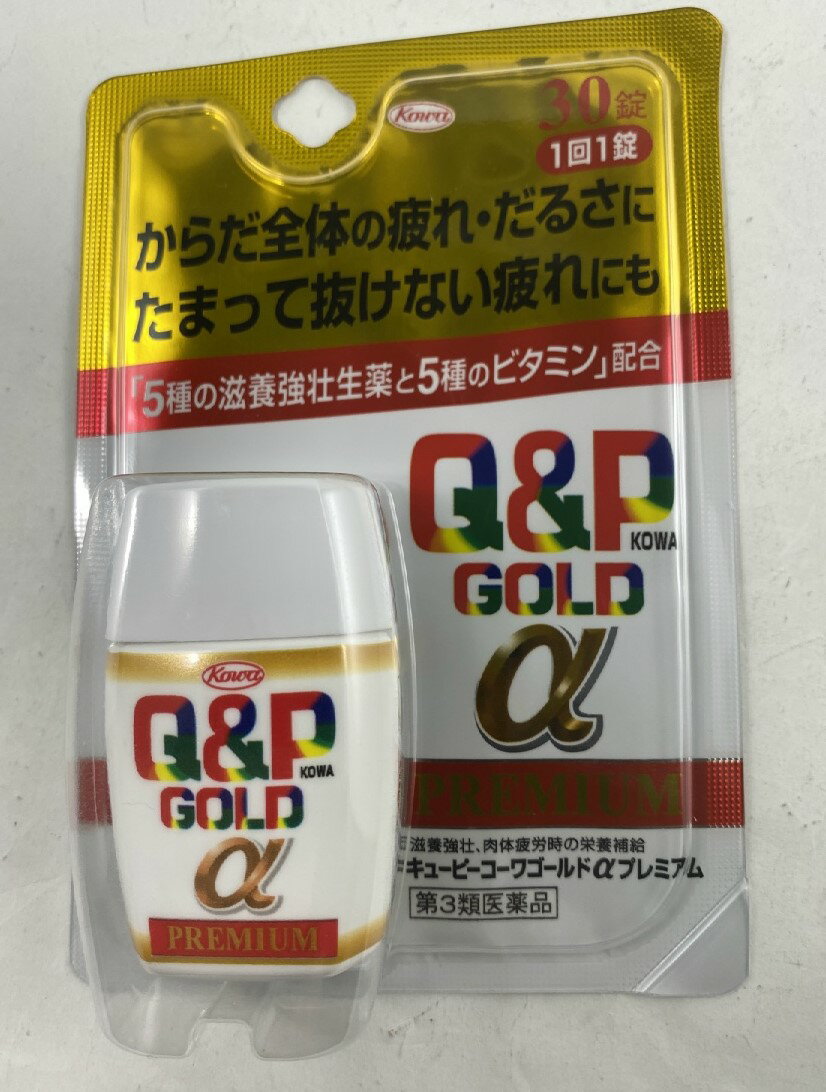 Kowa
30錠
1回1錠
からだ全体の疲れ・だるさに
たまって抜けない疲れにも
「5種の滋養強壮生薬と5種のビタミン」配合
Q&P
KOWA
GOLD
α
PREMIUM
滋養強壮、肉体疲労時の栄養補給
キューピーコーワゴールドαプレミアム
第3類医薬品
Kowa
Q&P
KOWA
GOLD
α
PREMIUM